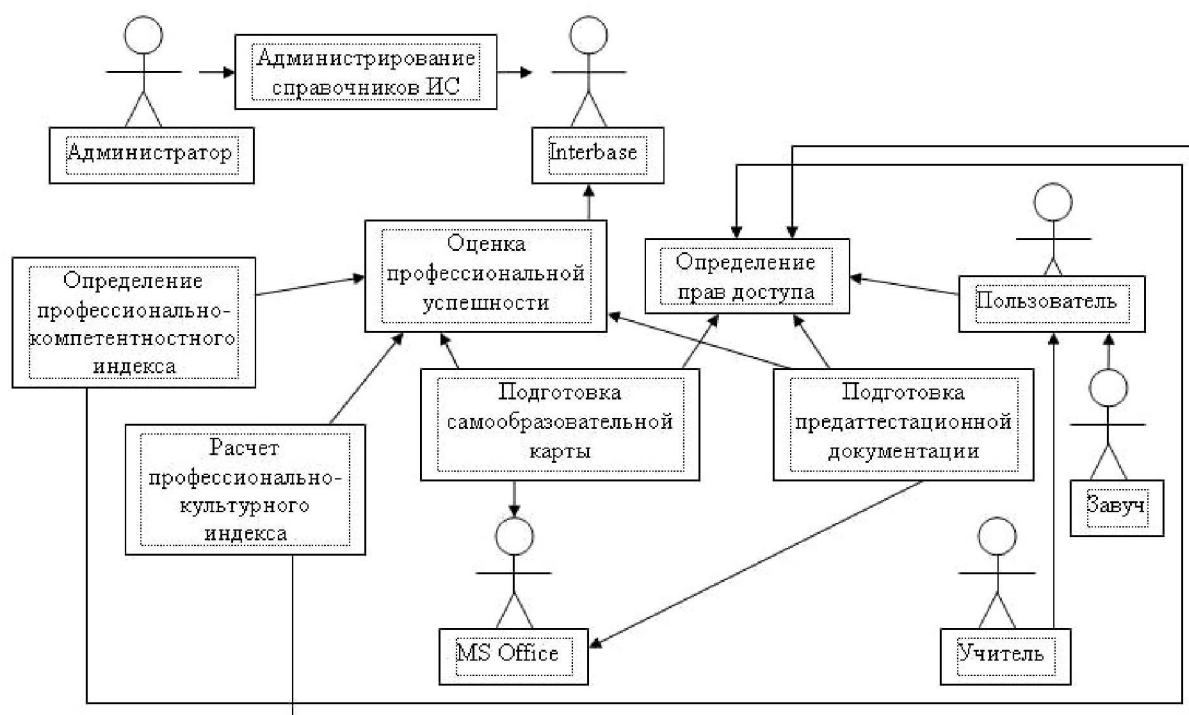 Администрирование
справочников ИС
Администратор
Interbase
Оценка
профессиональной
успешности
Определение
прав доступа
Пользователь
Определение
профессионально-
компетентностного
индекса
Подготовка
самообразовательной
карты
Подготовка
предаттестационной
документации
Расчет
профессионально-
культурного
индекса
Завуч
MS Office
Учитель